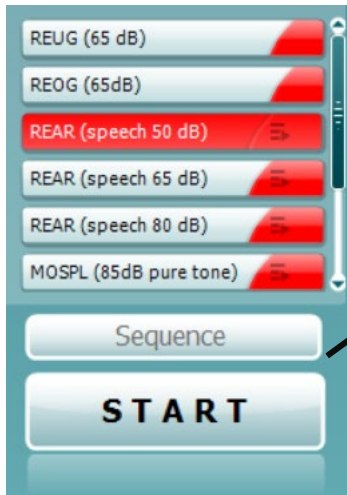 REUG (65 dB)
REOG (65dB)
REAR (speech 50 dB)
REAR (speech 65 dB)
REAR (speech 80 dB)
MOSPL (85dB pure tone)
Sequence
START